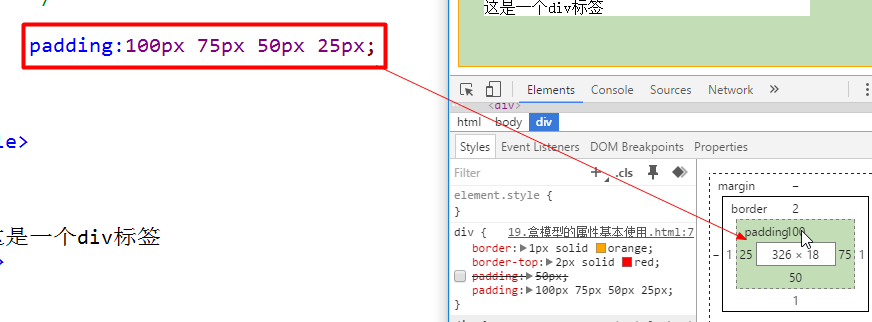 */
padding:100px 75px 50px 25px;
le>
这是一个div标签
>
这是一个div标签
Elements Console Sources Network »
<div>
html body div
Styles Event Listeners DOM Breakpoints Properties
Filter + .cls
element.style {
}
div { 19.盒模型的属性基本使用.html:7
border:▶1px solid orange;
border-top:▶2px solid red;
padding:▶50px;
padding:▶100px 75px 50px 25px;
}
margin –
border 2
padding 100
– 1 25 326 × 18 75 1
50
1